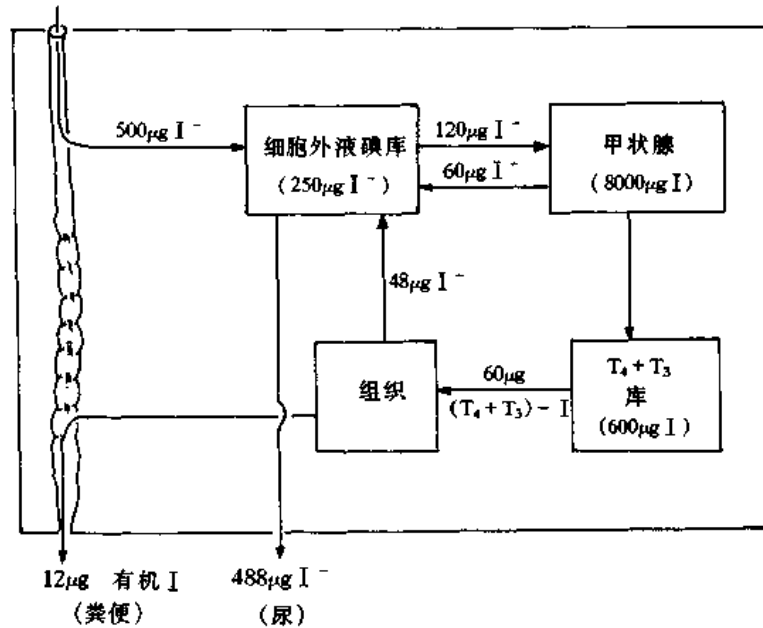 500μg I⁻
细胞外液碘库
(250μg I⁻)
120μg I⁻
60μg I⁻
甲状腺
(8000μg I)
48μg I⁻
组织
60μg
(T₄+T₃)-I
T₄+T₃
库
(600μg I)
12μg 有机 I
(粪便)
488μg I⁻
(尿)